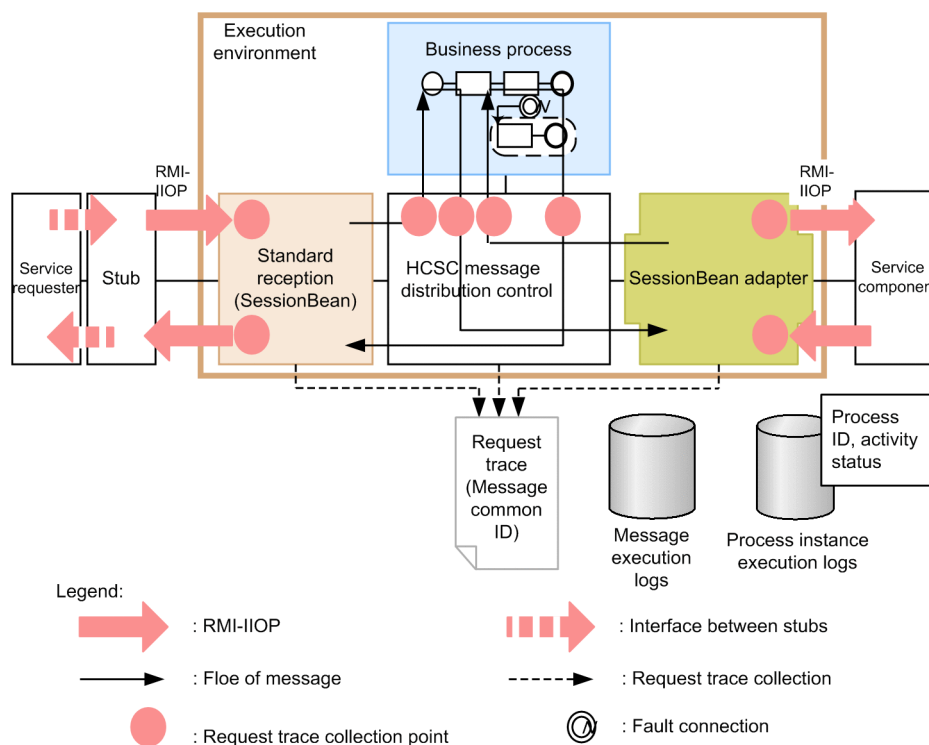 Execution
environment
Business process
N
RMI-
IIOP
RMI-
IIOP
Service
requester
Stub
Standard
reception
(SessionBean)
HCSC message
distribution control
SessionBean adapter
Service
component
Request
trace
(Message
common
ID)
Message
execution
logs
Process
ID, activity
status
Process instance
execution logs
Legend:
: RMI-IIOP
: Interface between stubs
: Floe of message
: Request trace collection
: Request trace collection point
N
: Fault connection